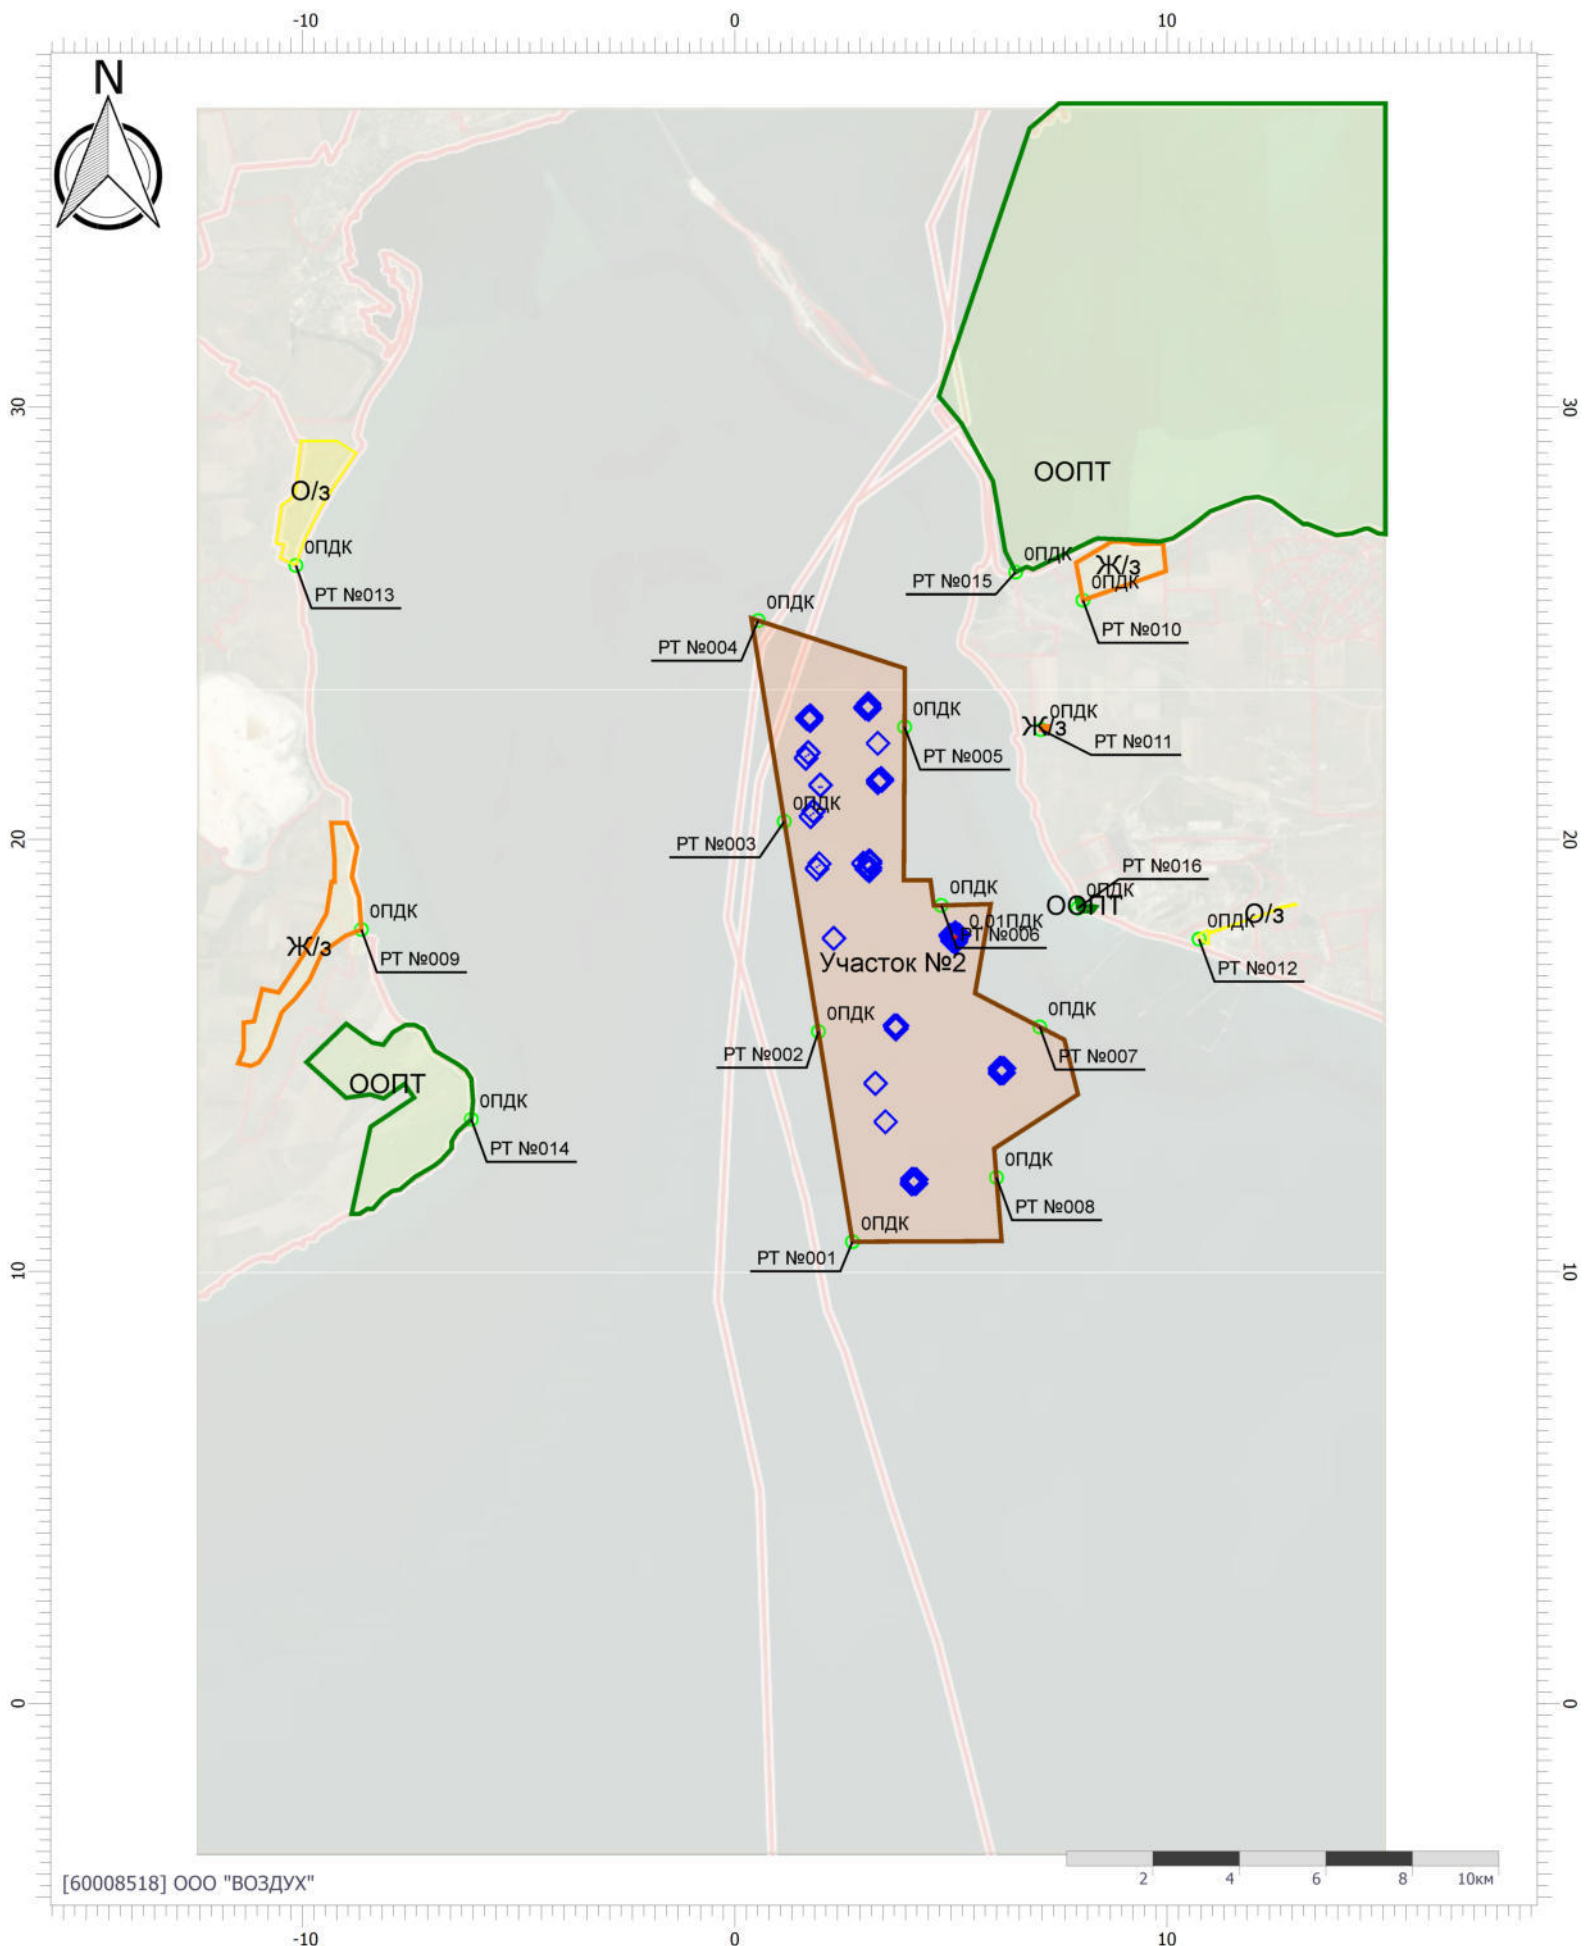 -10 0 10
N
30 30
ООПТ
О/з
0ПДК
РТ №013
0ПДК
РТ №015
Ж/з
0ПДК
РТ №010
0ПДК
РТ №004
0ПДК
РТ №005
0ПДК
Ж/з
РТ №011
0ПДК
РТ №003
20 20
РТ №016
0ПДК
ООПТ
0ПДК
0,01ПДК
РТ №006
О/з
0ПДК
РТ №012
0ПДК
Ж/з
РТ №009
Участок №2
0ПДК
РТ №002
0ПДК
РТ №007
ООПТ
0ПДК
РТ №014
0ПДК
РТ №008
0ПДК
РТ №001
10 10
0 0
[60008518] ООО "ВОЗДУХ"
2 4 6 8 10км
-10 0 10